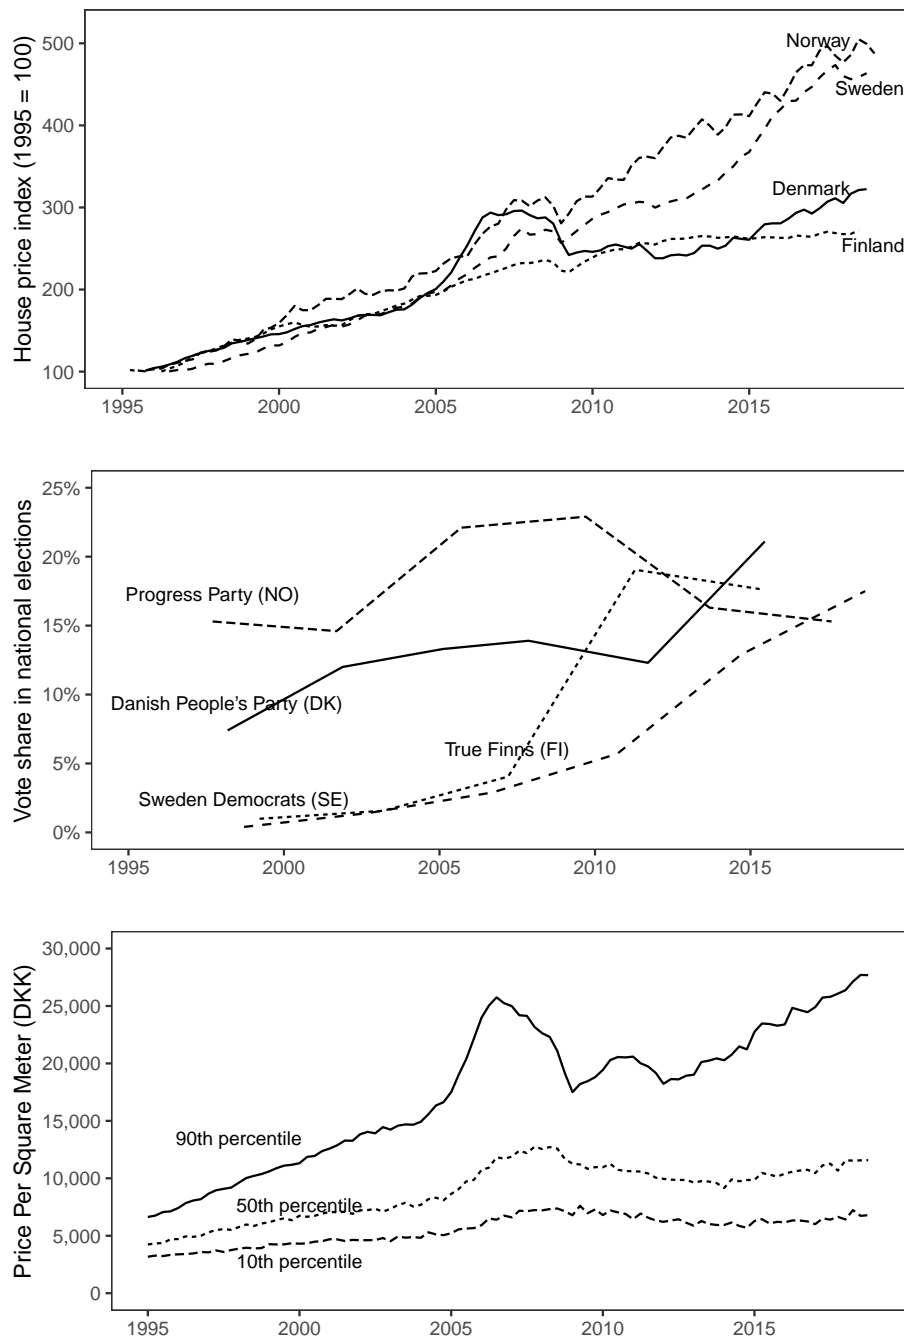 House price index (1995 = 100)
500
400
300
200
100
Norway
Sweden
Denmark
Finland
1995 2000 2005 2010 2015
Vote share in national elections
25%
20%
15%
10%
5%
0%
Progress Party (NO)
Danish People's Party (DK)
True Finns (FI)
Sweden Democrats (SE)
1995 2000 2005 2010 2015
Price Per Square Meter (DKK)
30,000
25,000
20,000
15,000
10,000
5,000
0
90th percentile
50th percentile
10th percentile
1995 2000 2005 2010 2015